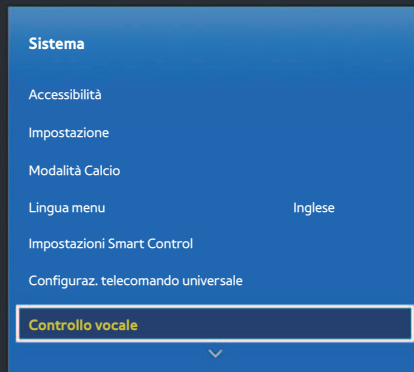 Sistema
Accessibilità
Impostazione
Modalità Calcio
Lingua menu Inglese
Impostazioni Smart Control
Configuraz. telecomando universale
Controllo vocale